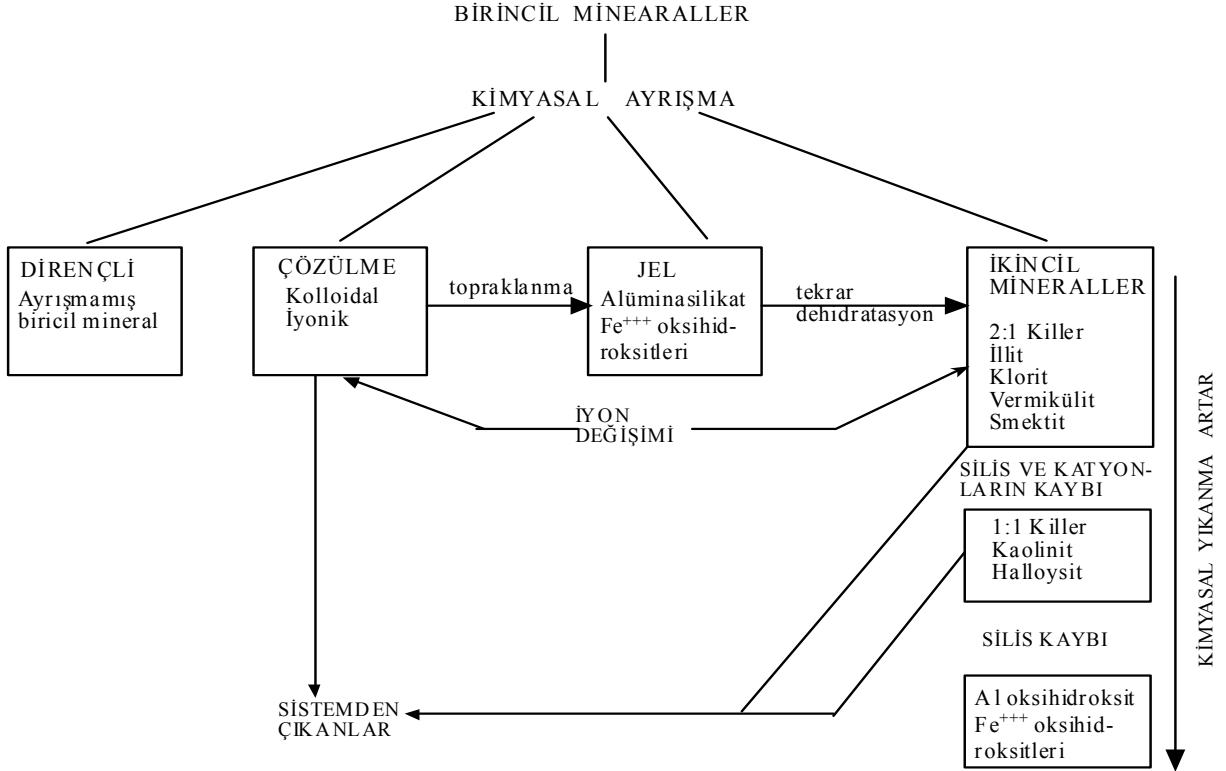 BİRİNCİL MİNEARALLER
KİMYASAL AYRIŞMA
DİRENÇLİ
Ayrışmamış
biricil mineral
ÇÖZÜLME
Kolloidal
İyonik
topraklanma
JEL
Alüminasilikat
Fe⁺⁺⁺ oksihid-
roksitleri
tekrar
dehidratasyon
İKİNCİL
MİNERALLER
2:1 Killer
İllit
Klorit
Vermikülit
Smektit
İYON
DEĞİŞİMİ
SİLİS VE KATYON-
LARIN KAYBI
1:1 Killer
Kaolinit
Halloysit
SİLİS KAYBI
Al oksihidroksit
Fe⁺⁺⁺ oksihid-
roksitleri
SİSTEMDEN
ÇIKANLAR
KİMYASAL YIKANMA ARTAR